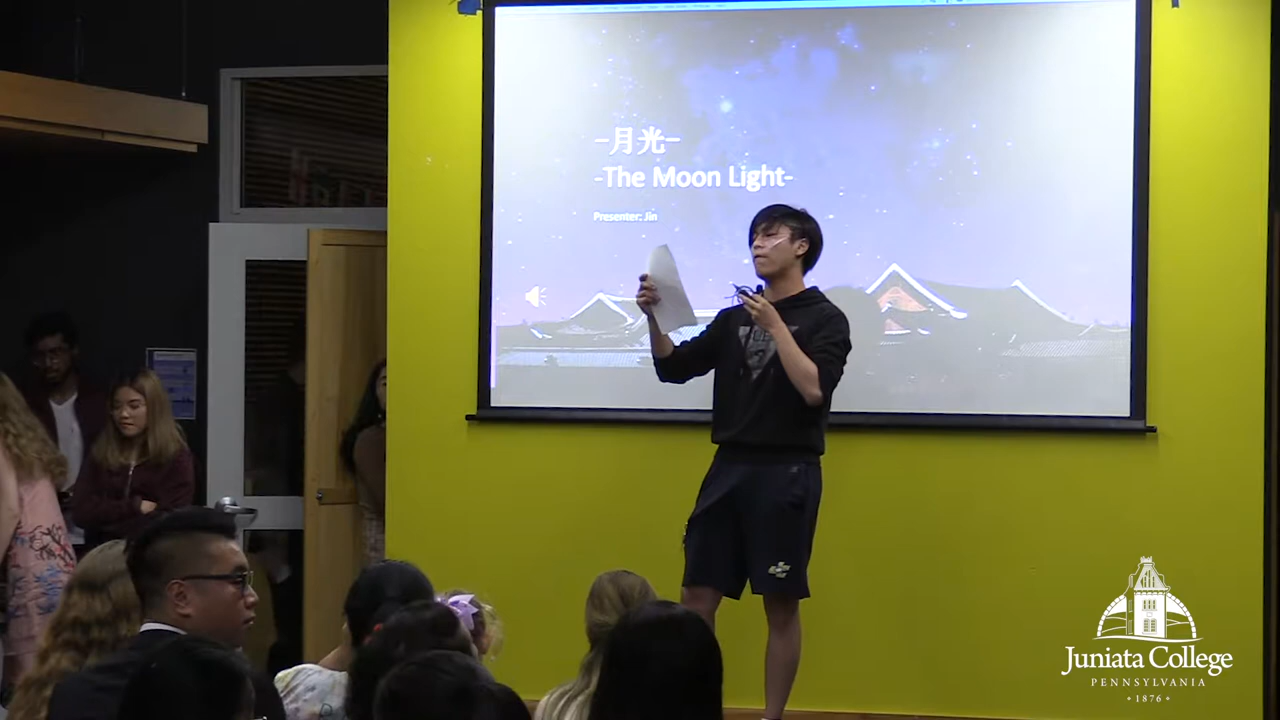 -月光-
-The Moon Light-
Presenter: Jin
Juniata College
PENNSYLVANIA
• 1876 •